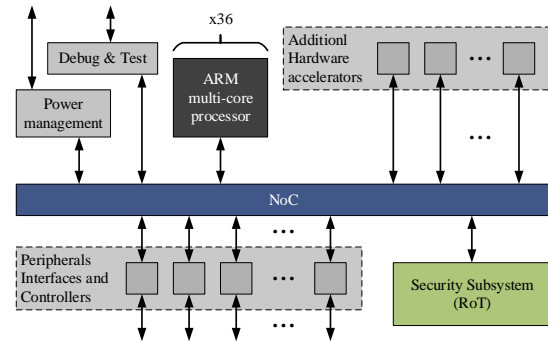 x36
Debug & Test
Power
management
ARM
multi-core
processor
Additionl
Hardware
accelerators
...
...
NoC
...
Peripherals
Interfaces and
Controllers
...
...
Security Subsystem
(RoT)